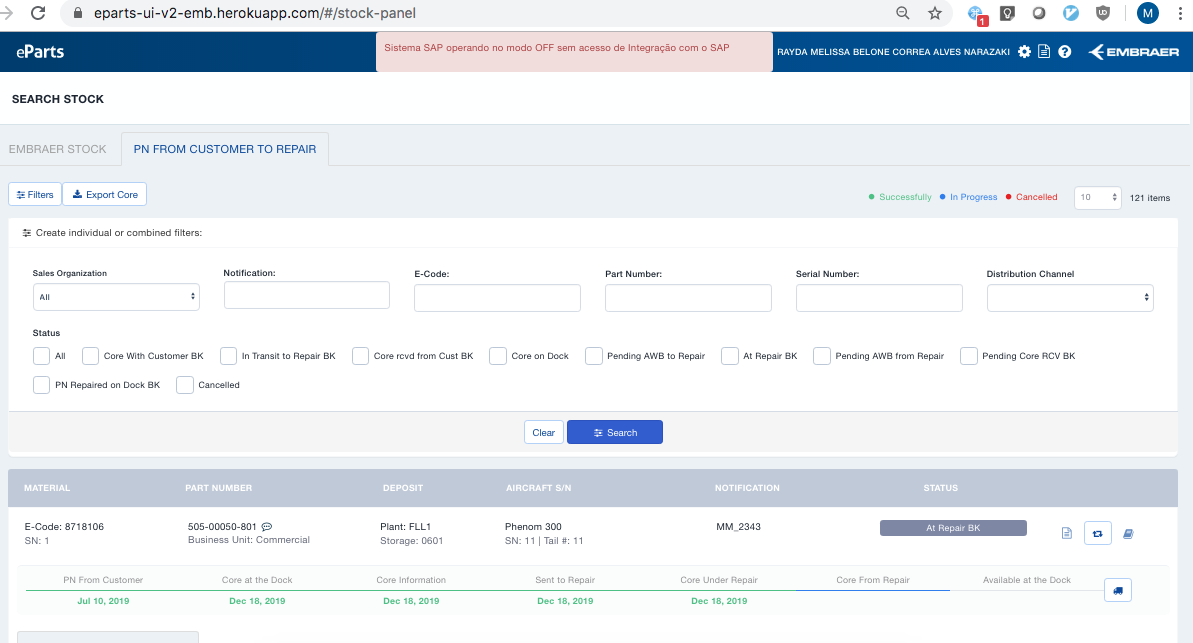 eparts-ui-v2-emb.herokuapp.com/#/stock-panel
1
M
eParts
Sistema SAP operando no modo OFF sem acesso de Integração com o SAP
RAYDA MELISSA BELONE CORREA ALVES NARAZAKI
EMBRAER
SEARCH STOCK
EMBRAER STOCK
PN FROM CUSTOMER TO REPAIR
Filters
Export Core
Successfully
In Progress
Cancelled
10
121 items
Create individual or combined filters:
Sales Organization
Notification:
E-Code:
Part Number:
Serial Number:
Distribution Channel
All
Status
All
Core With Customer BK
In Transit to Repair BK
Core rcvd from Cust BK
Core on Dock
Pending AWB to Repair
At Repair BK
Pending AWB from Repair
Pending Core RCV BK
PN Repaired on Dock BK
Cancelled
Clear
Search
MATERIAL
PART NUMBER
DEPOSIT
AIRCRAFT S/N
NOTIFICATION
STATUS
E-Code: 8718106
SN: 1
505-00050-801
Business Unit: Commercial
Plant: FLL1
Storage: 0601
Phenom 300
SN: 11 | Tail #: 11
MM_2343
At Repair BK
PN From Customer
Core at the Dock
Core Information
Sent to Repair
Core Under Repair
Core From Repair
Available at the Dock
Jul 10, 2019
Dec 18, 2019
Dec 18, 2019
Dec 18, 2019
Dec 18, 2019